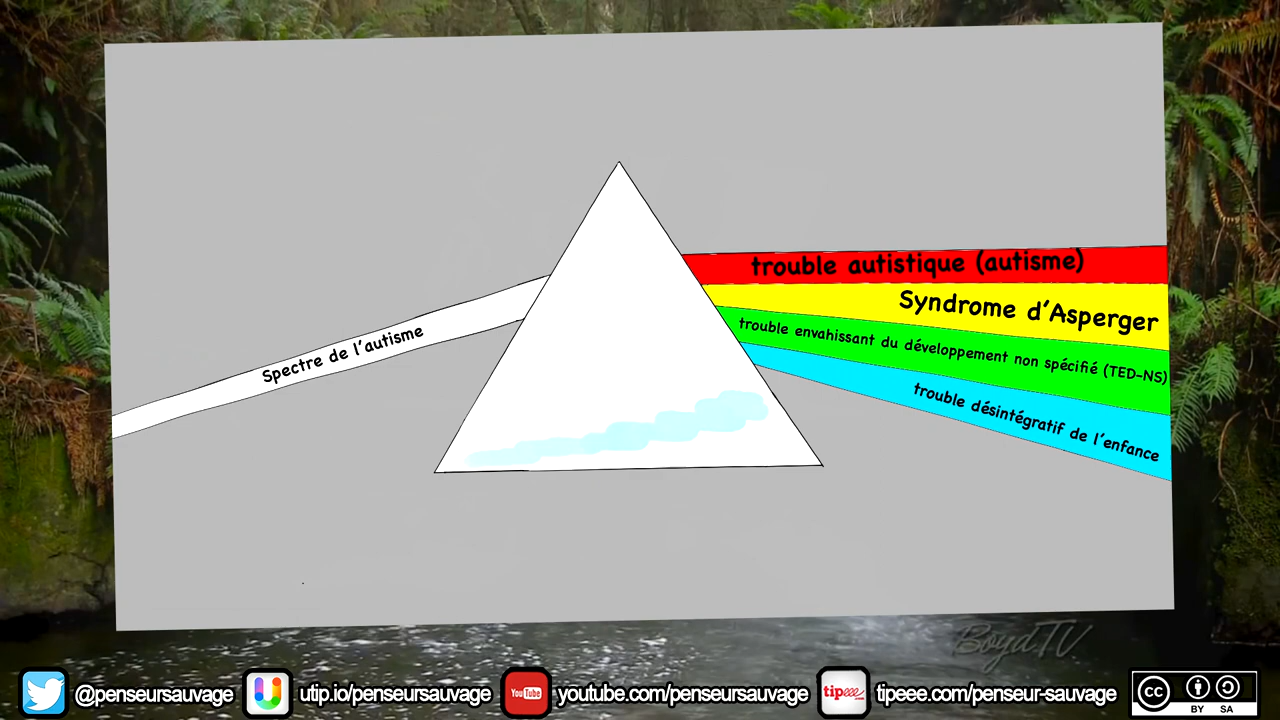 trouble autistique (autisme)
Syndrome d'Asperger
trouble envahissant du développement non spécifié (TED-NS)
Spectre de l'autisme
trouble désintégratif de l'enfance
BoydTV
@penseursauvage
utip.io/penseursauvage
YouTube
youtube.com/penseursauvage
tipeee.com
tipeee.com/penseur-sauvage
cc
BY SA